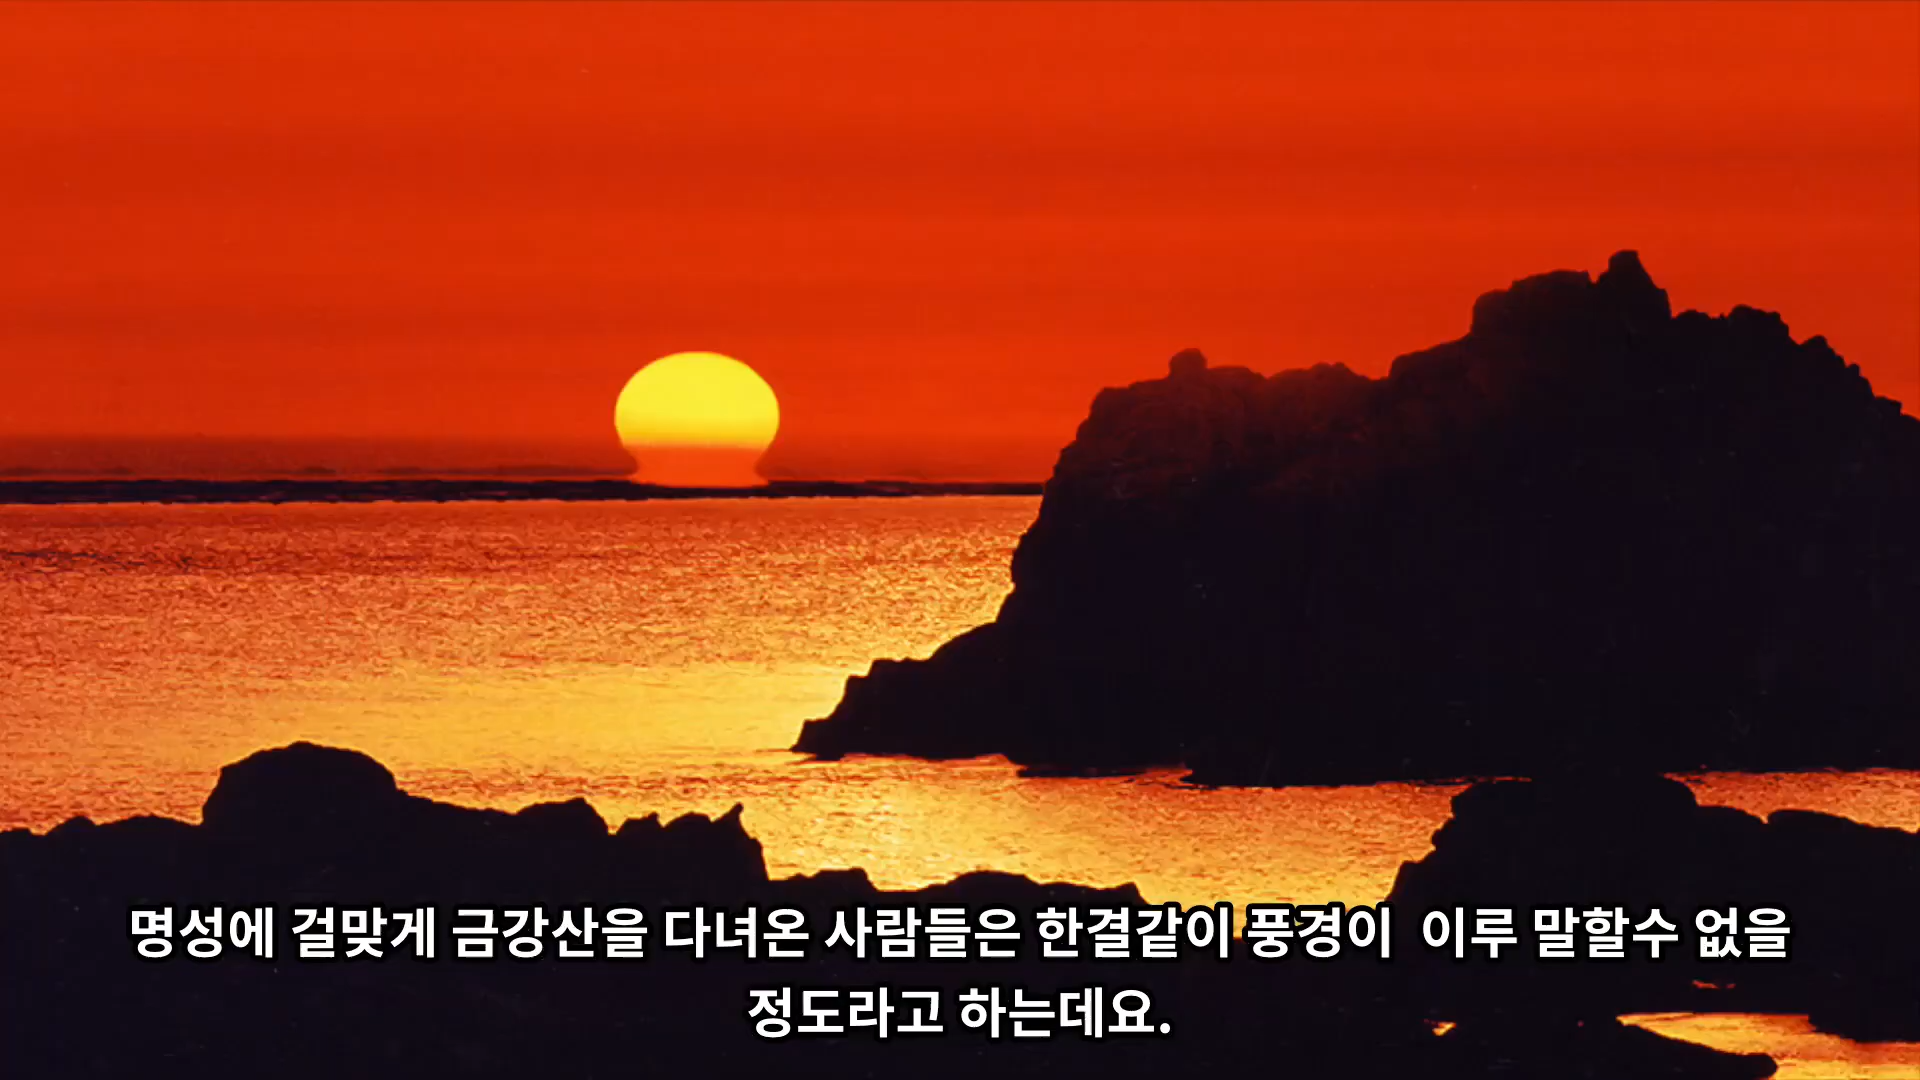 명성에 걸맞게 금강산을 다녀온 사람들은 한결같이 풍경이  이루 말할수 없을
정도라고 하는데요.